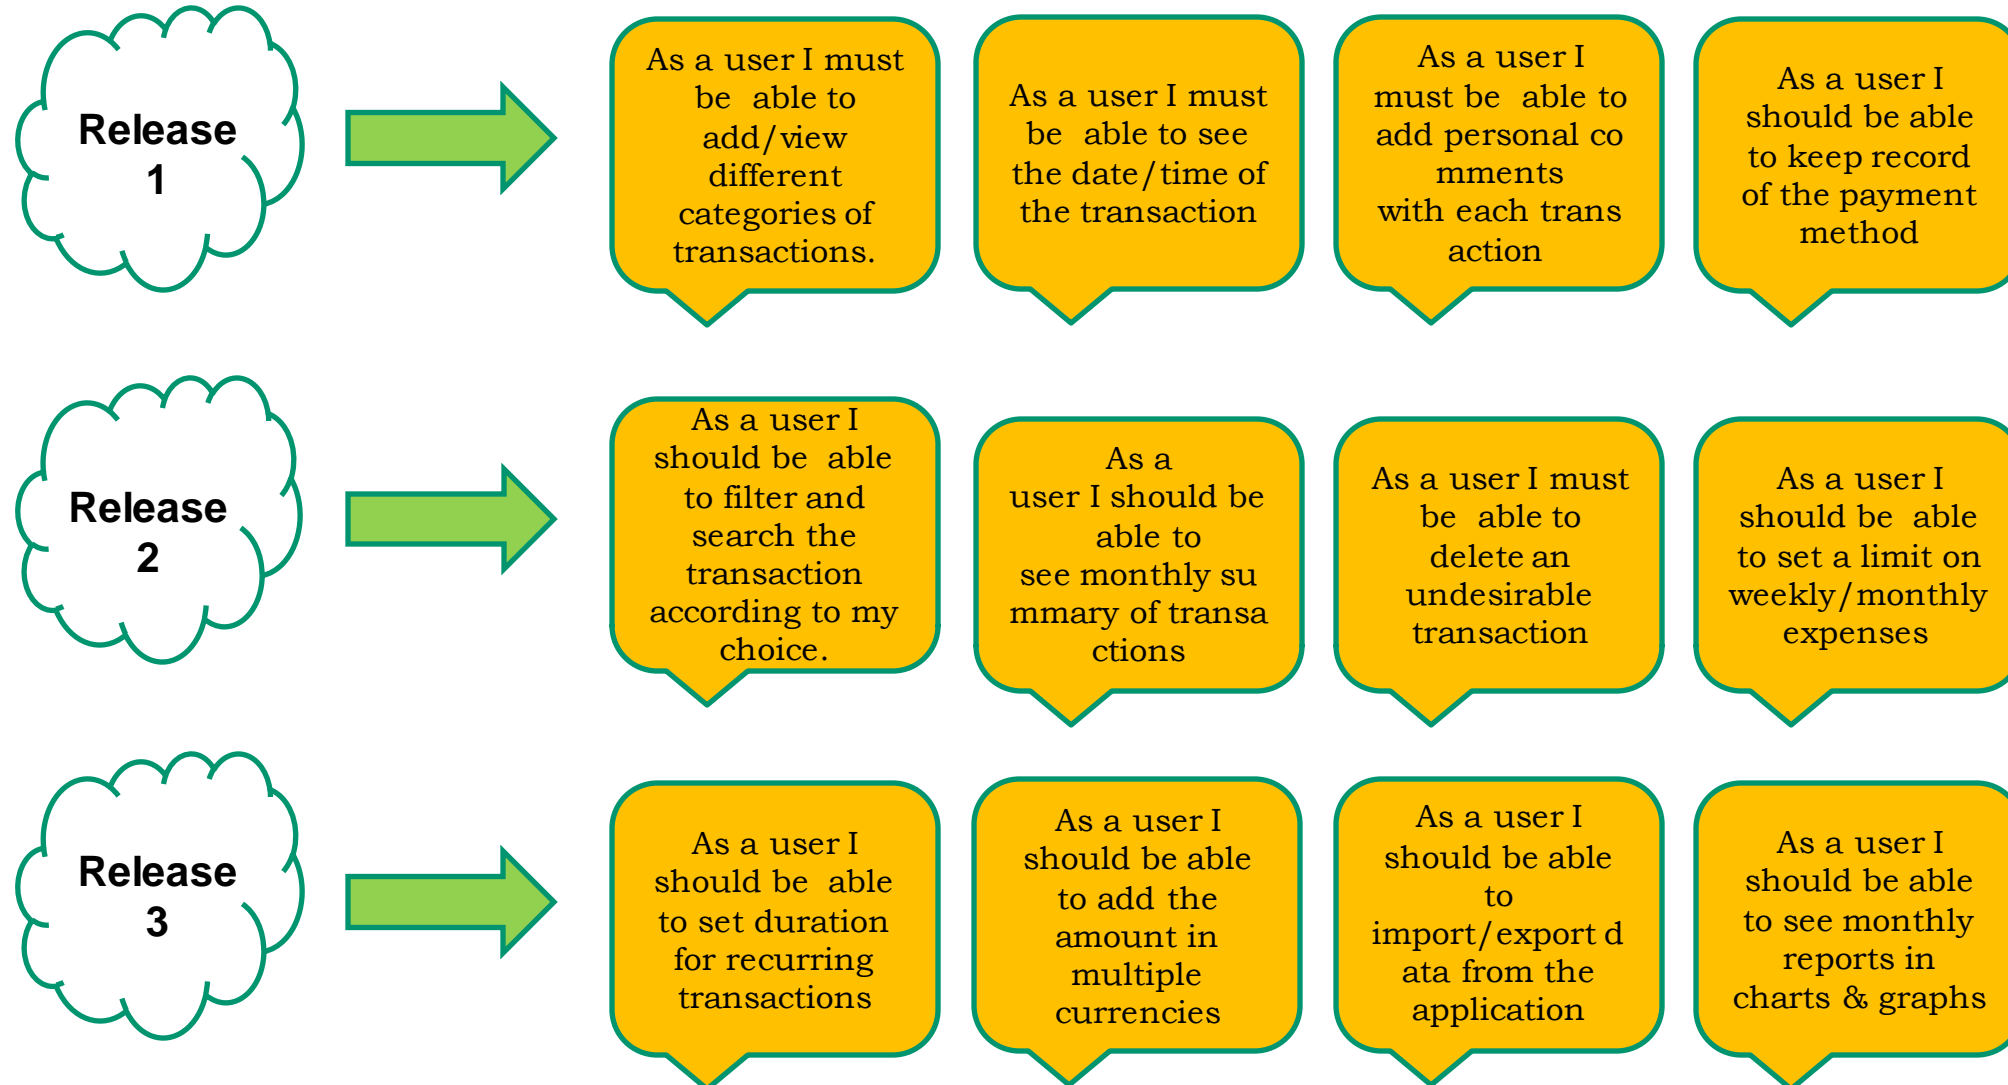 Release
1
As a user I must
be able to
add/view
different
categories of
transactions.
As a user I must
be able to see
the date/time of
the transaction
As a user I
must be able to
add personal co
mments
with each trans
action
As a user I
should be able
to keep record
of the payment
method
Release
2
As a user I
should be able
to filter and
search the
transaction
according to my
choice.
As a
user I should be
able to
see monthly su
mmary of transa
ctions
As a user I must
be able to
delete an
undesirable
transaction
As a user I
should be able
to set a limit on
weekly/monthly
expenses
Release
3
As a user I
should be able
to set duration
for recurring
transactions
As a user I
should be able
to add the
amount in
multiple
currencies
As a user I
should be able
to
import/export d
ata from the
application
As a user I
should be able
to see monthly
reports in
charts & graphs